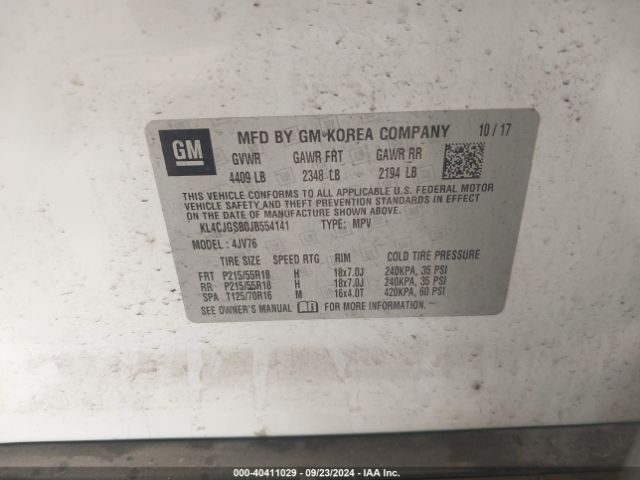 GM
MFD BY GM KOREA COMPANY 10/17
GVWR GAWR FRT GAWR RR
4409 LB 2348 LB 2194 LB
THIS VEHICLE CONFORMS TO ALL APPLICABLE U.S. FEDERAL MOTOR
VEHICLE SAFETY AND THEFT PREVENTION STANDARDS IN EFFECT ON
THE DATE OF MANUFACTURE SHOWN ABOVE.
KL4CJGSB0JB554141 TYPE: MPV
MODEL: 4JV76
TIRE SIZE SPEED RTG RIM COLD TIRE PRESSURE
FRT P215/55R18 H 18x7.0J 240KPA, 35 PSI
RR P215/55R18 H 18x7.0J 240KPA, 35 PSI
SPA T125/70R16 M 16x4.0T 420KPA, 60 PSI
SEE OWNER'S MANUAL FOR MORE INFORMATION.
000-40411029 - 09/23/2024 - IAA Inc.